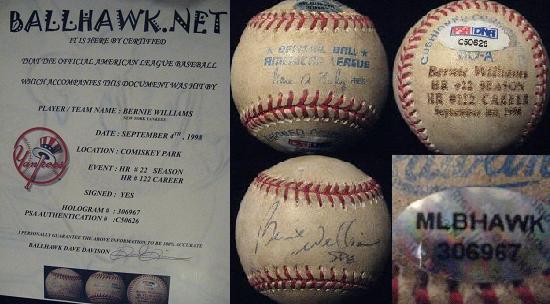 BALLHAWK.NET
IT IS HERE BY CERTIFIED
THAT THE OFFICIAL AMERICAN LEAGUE BASEBALL
WHICH ACCOMPANIES THIS DOCUMENT WAS HIT BY
PLAYER / TEAM NAME : BERNIE WILLIAMS
NEW YORK YANKEES
DATE : SEPTEMBER 4TH, 1998
LOCATION : COMISKEY PARK
EVENT : HR # 22 SEASON
HR # 122 CAREER
SIGNED : YES
HOLOGRAM # : 306967
PSA AUTHENTICATION # : C50626
I PERSONALLY GUARANTEE THE ABOVE INFORMATION TO BE 100% ACCURATE
BALLHAWK DAVE DAVISON
Yankees
OFFICIAL BALL
AMERICAN LEAGUE
CUSHIONED
PSA/DNA
C50626
Bernie Williams
HR #22 SEASON
HR #122 CAREER
September 4th, 1998
Bernie Williams
MLBHAWK
306967